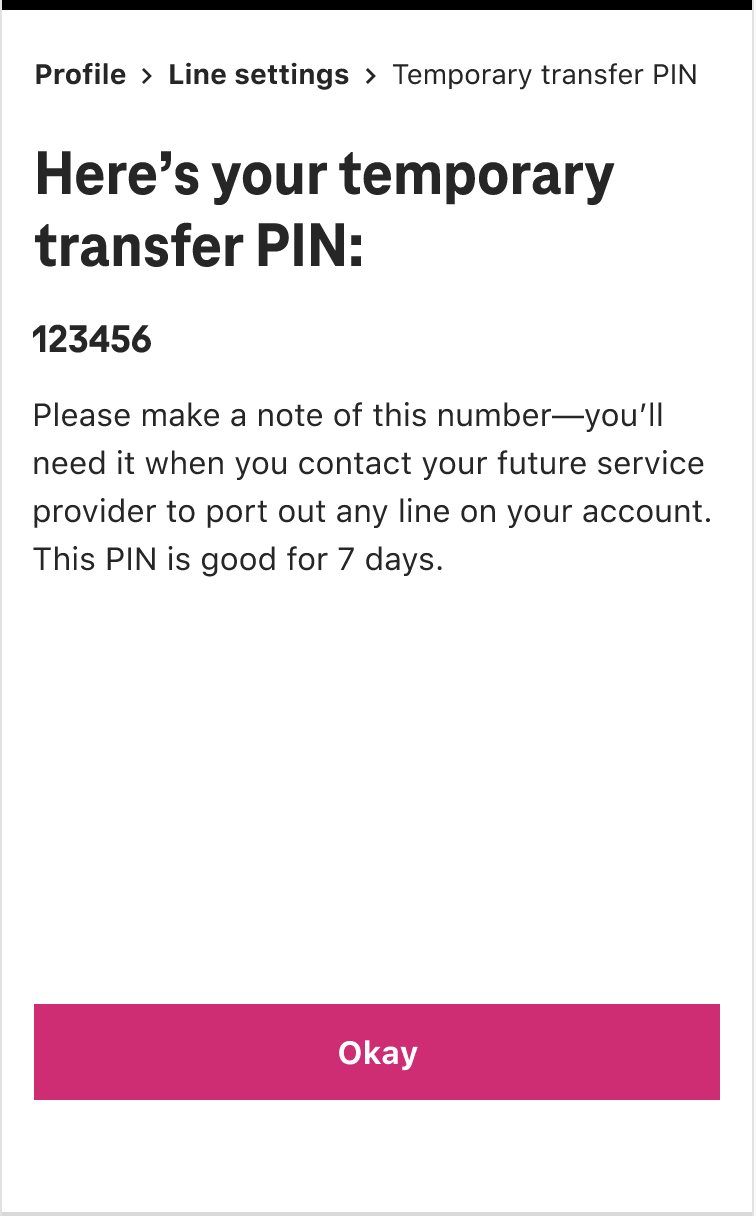 Profile > Line settings > Temporary transfer PIN
Here’s your temporary
transfer PIN:
123456
Please make a note of this number—you’ll
need it when you contact your future service
provider to port out any line on your account.
This PIN is good for 7 days.
Okay